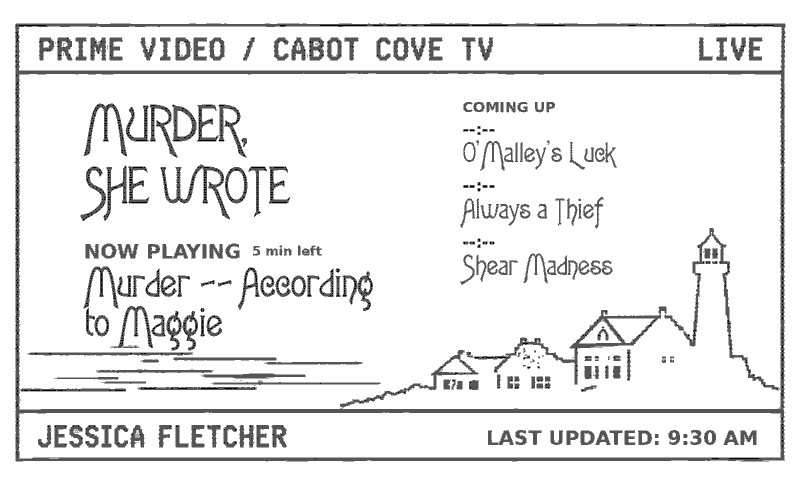 PRIME VIDEO / CABOT COVE TV
LIVE
MURDER,
SHE WROTE
NOW PLAYING 5 min left
Murder -- According
to Maggie
COMING UP
--:--
O'Malley's Luck
--:--
Always a Thief
--:--
Shear Madness
JESSICA FLETCHER
LAST UPDATED: 9:30 AM